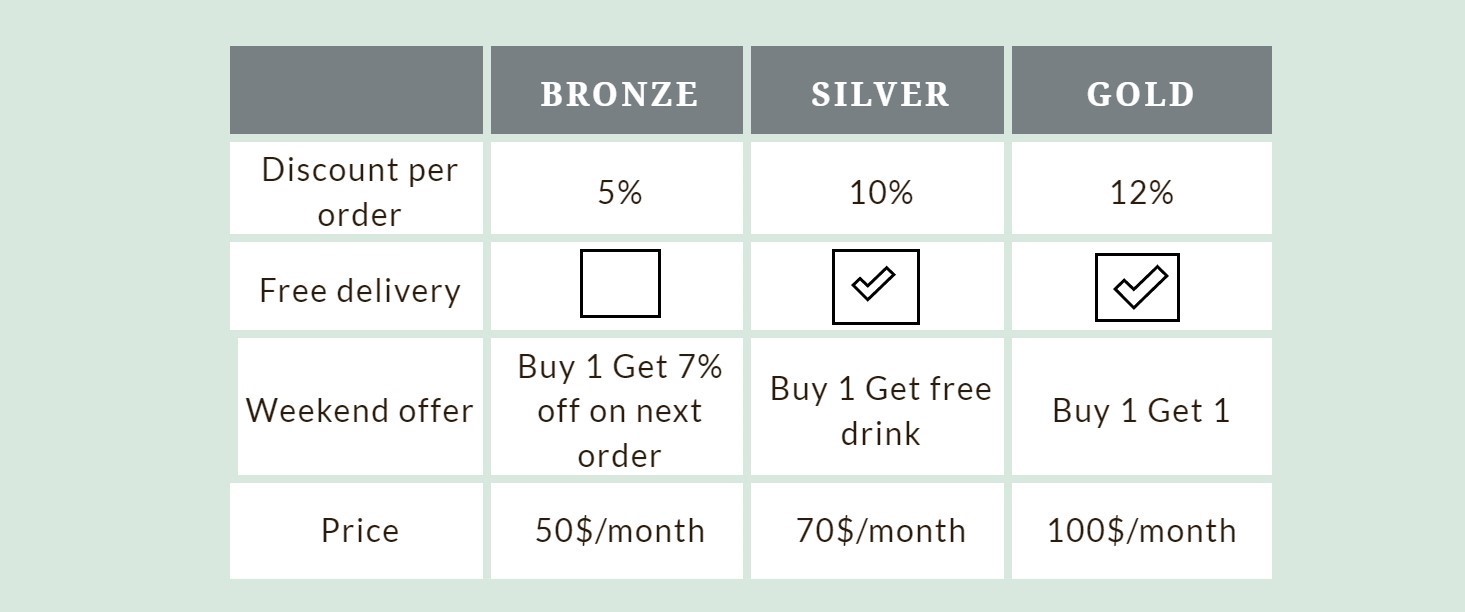 BRONZE SILVER GOLD
Discount per
order
5% 10% 12%
Free delivery
Weekend offer
Buy 1 Get 7%
off on next
order
Buy 1 Get free
drink
Buy 1 Get 1
Price 50$/month 70$/month 100$/month